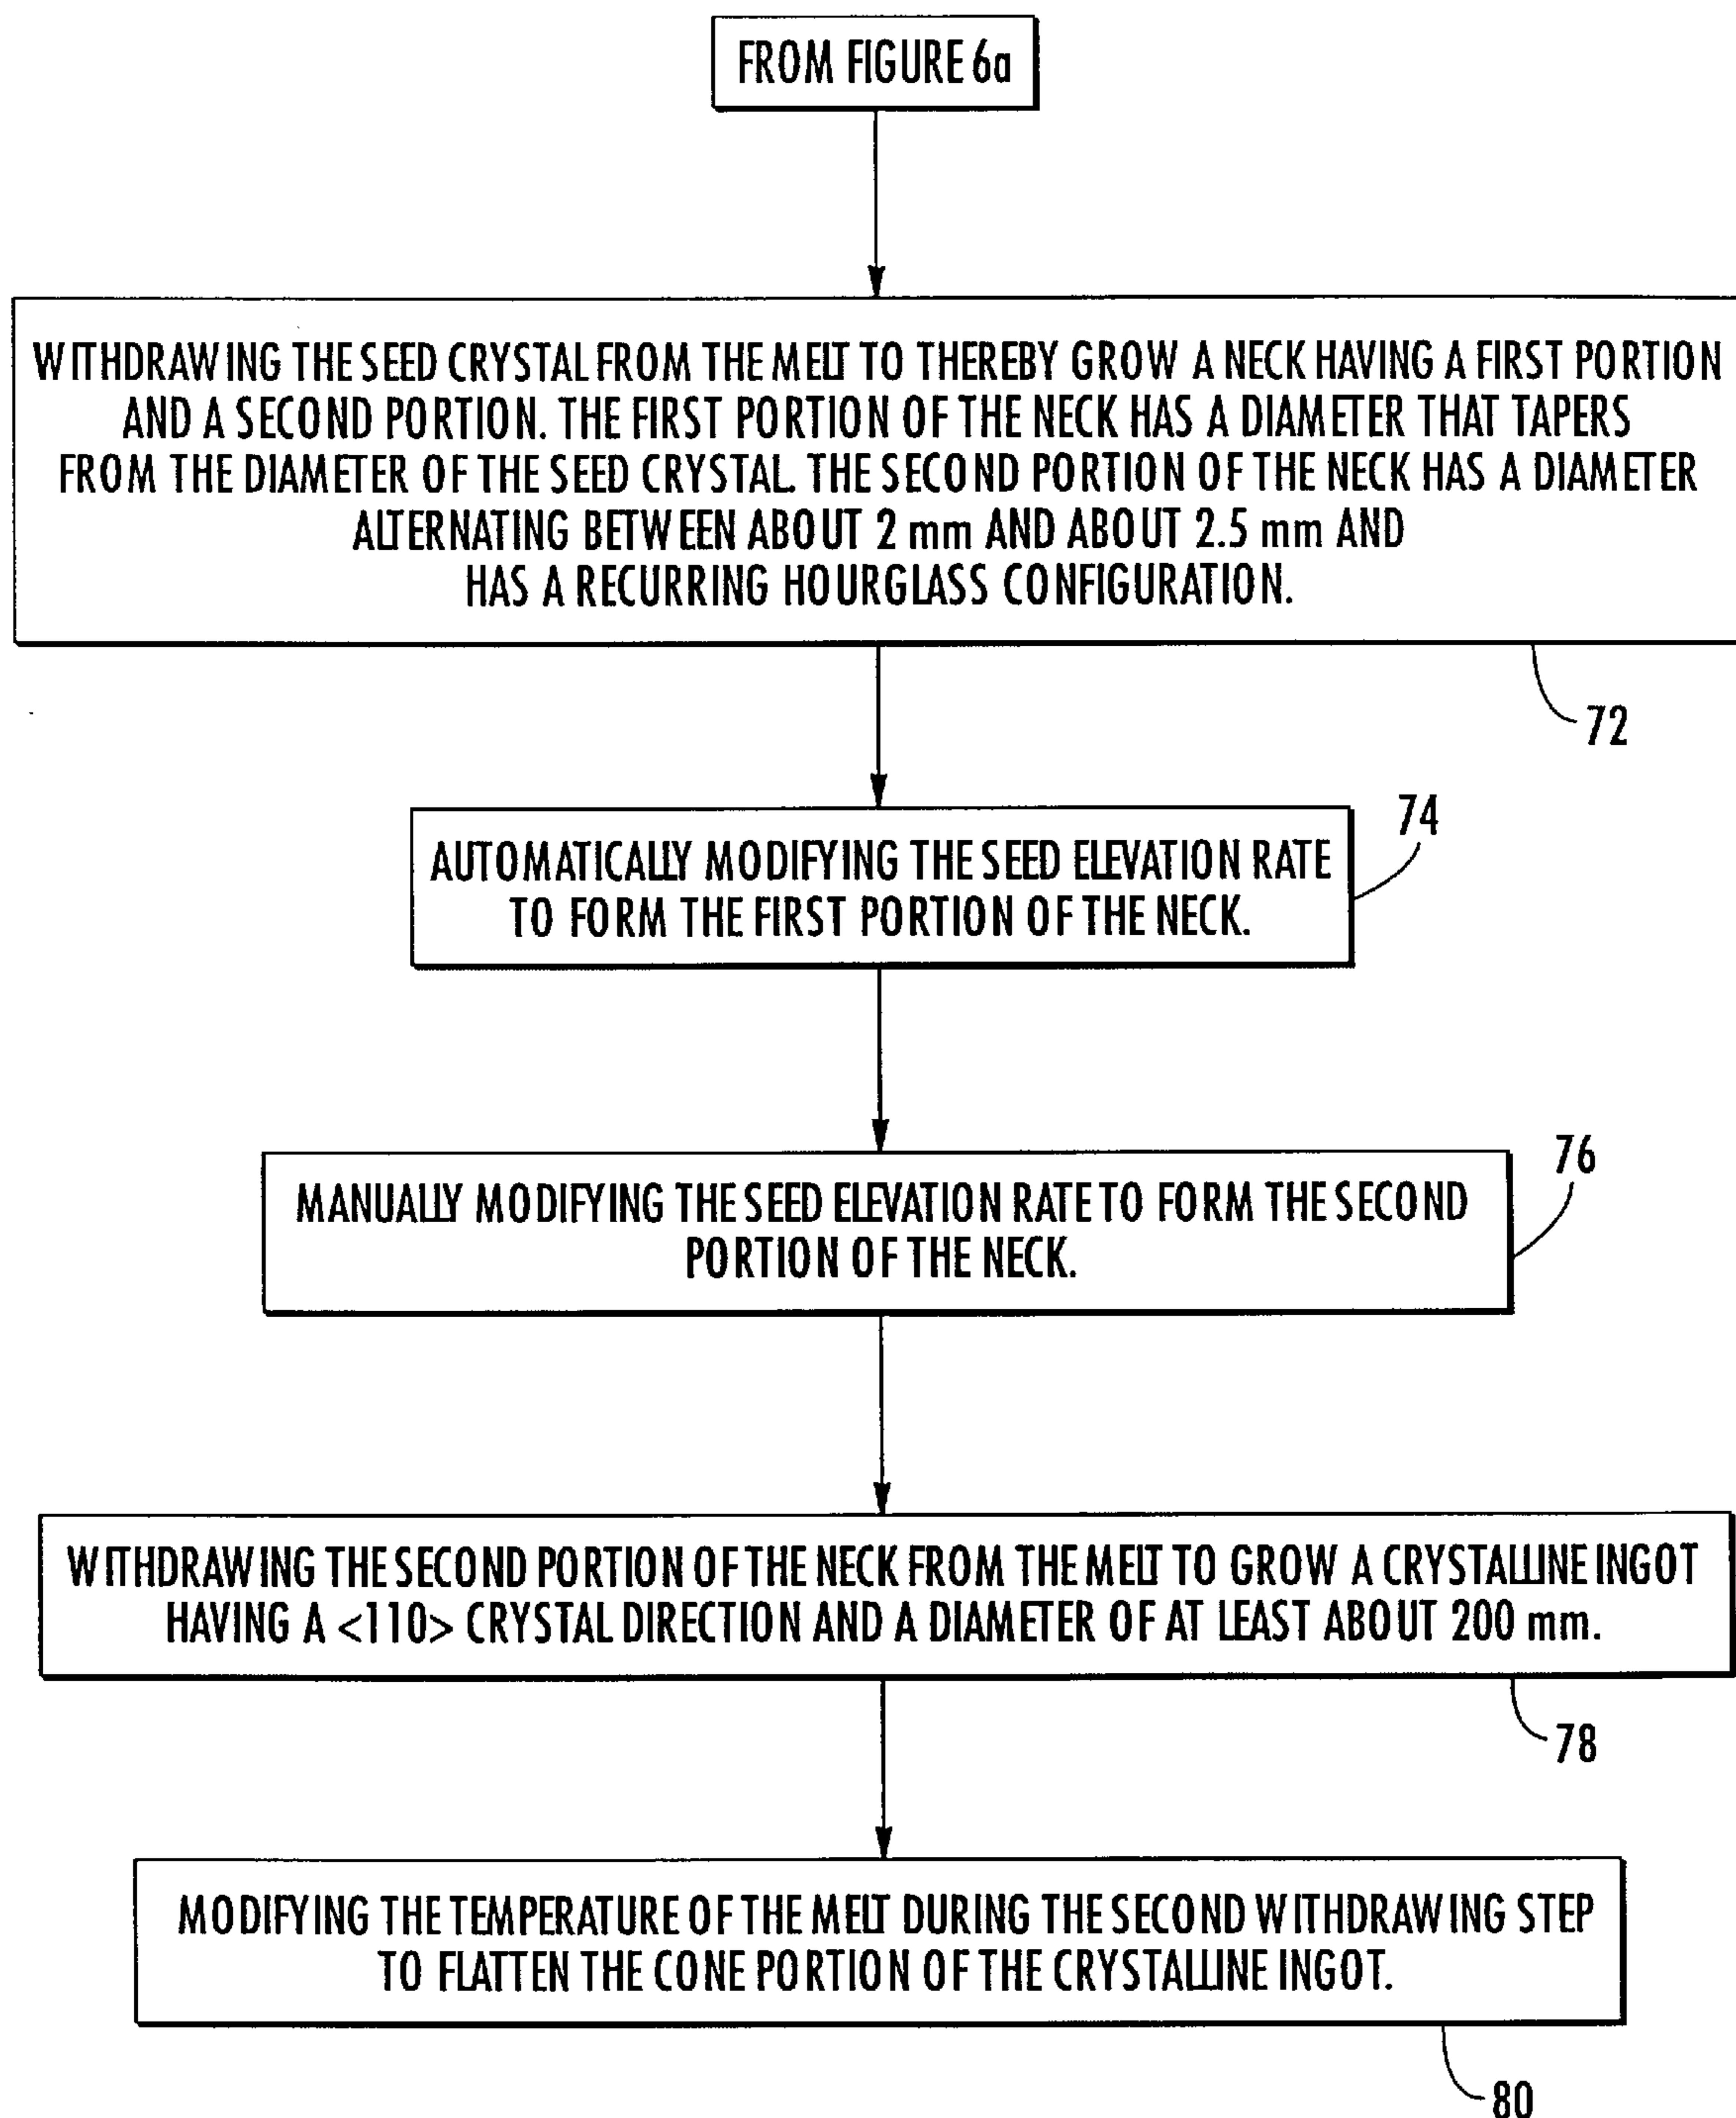 FROM FIGURE 6a
WITHDRAWING THE SEED CRYSTAL FROM THE MELT TO THEREBY GROW A NECK HAVING A FIRST PORTION
AND A SECOND PORTION. THE FIRST PORTION OF THE NECK HAS A DIAMETER THAT TAPERS
FROM THE DIAMETER OF THE SEED CRYSTAL. THE SECOND PORTION OF THE NECK HAS A DIAMETER
ALTERNATING BETWEEN ABOUT 2 mm AND ABOUT 2.5 mm AND
HAS A RECURRING HOURGLASS CONFIGURATION.
72
74
AUTOMATICALLY MODIFYING THE SEED ELEVATION RATE
TO FORM THE FIRST PORTION OF THE NECK.
76
MANUALLY MODIFYING THE SEED ELEVATION RATE TO FORM THE SECOND
PORTION OF THE NECK.
WITHDRAWING THE SECOND PORTION OF THE NECK FROM THE MELT TO GROW A CRYSTALLINE INGOT
HAVING A <110> CRYSTAL DIRECTION AND A DIAMETER OF AT LEAST ABOUT 200 mm.
78
MODIFYING THE TEMPERATURE OF THE MELT DURING THE SECOND WITHDRAWING STEP
TO FLATTEN THE CONE PORTION OF THE CRYSTALLINE INGOT.
80